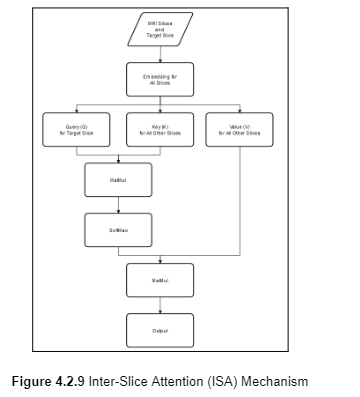 MRI Slices
and
Target Slice
Embedding for
All Slices
Query (Q)
for Target Slice
Key (K)
for All Other Slices
Value (V)
for All Other Slices
MatMul
SoftMax
MatMul
Output
Figure 4.2.9 Inter-Slice Attention (ISA) Mechanism